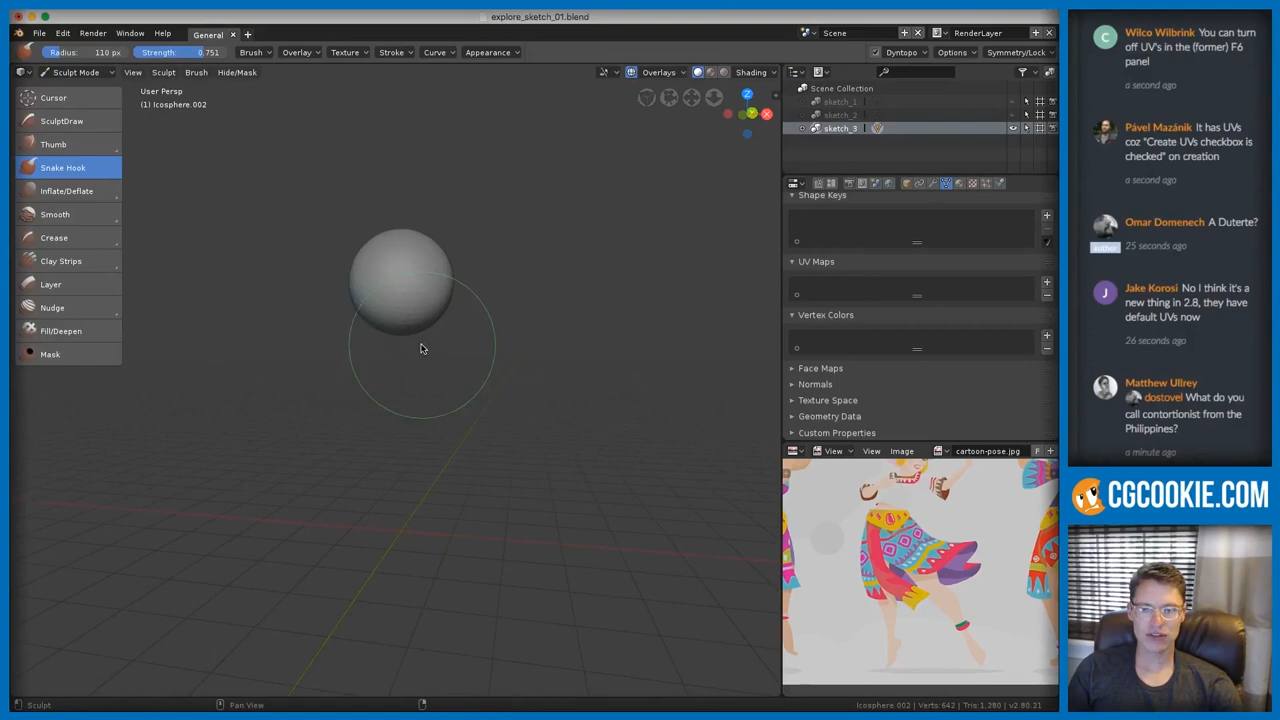 explore_sketch_01.blend
File Edit Render Window Help General Scene RenderLayer
Radius: 110 px Strength: 0.751 Brush Overlay Texture Stroke Curve Appearance Dyntopo Options Symmetry/Lock
Sculpt Mode View Sculpt Brush Hide/Mask Overlays Shading
User Persp
(1) Icosphere.002
Cursor
SculptDraw
Thumb
Snake Hook
Inflate/Deflate
Smooth
Crease
Clay Strips
Layer
Nudge
Fill/Deepen
Mask
Z
Y
X
Scene Collection
sketch_1
sketch_2
sketch_3
Shape Keys
UV Maps
Vertex Colors
Face Maps
Normals
Texture Space
Geometry Data
Custom Properties
View View Image cartoon-pose.jpg F
Sculpt Pan View Icosphere.002 | Verts:642 | Tris:1,280 | v2.80.21
C
Wilco Wilbrink You can turn
off UV's in the (former) F6
panel
a second ago
Pável Mazánik It has UVs
coz "Create UVs checkbox is
checked" on creation
a second ago
Omar Domenech A Duterte?
author 25 seconds ago
J
Jake Korosi No I think it's a
new thing in 2.8, they have
default UVs now
26 seconds ago
Matthew Ullrey
dostovel What do you
call contortionist from the
Philippines?
a minute ago
CGCOOKIE.COM